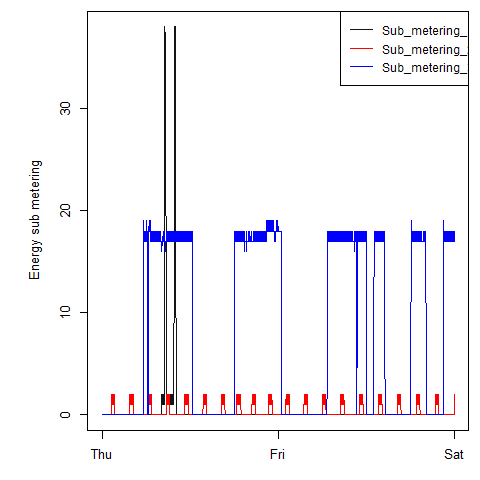 Sub_metering_
Sub_metering_
Sub_metering_
Energy sub metering
30
20
10
0
Thu
Fri
Sat